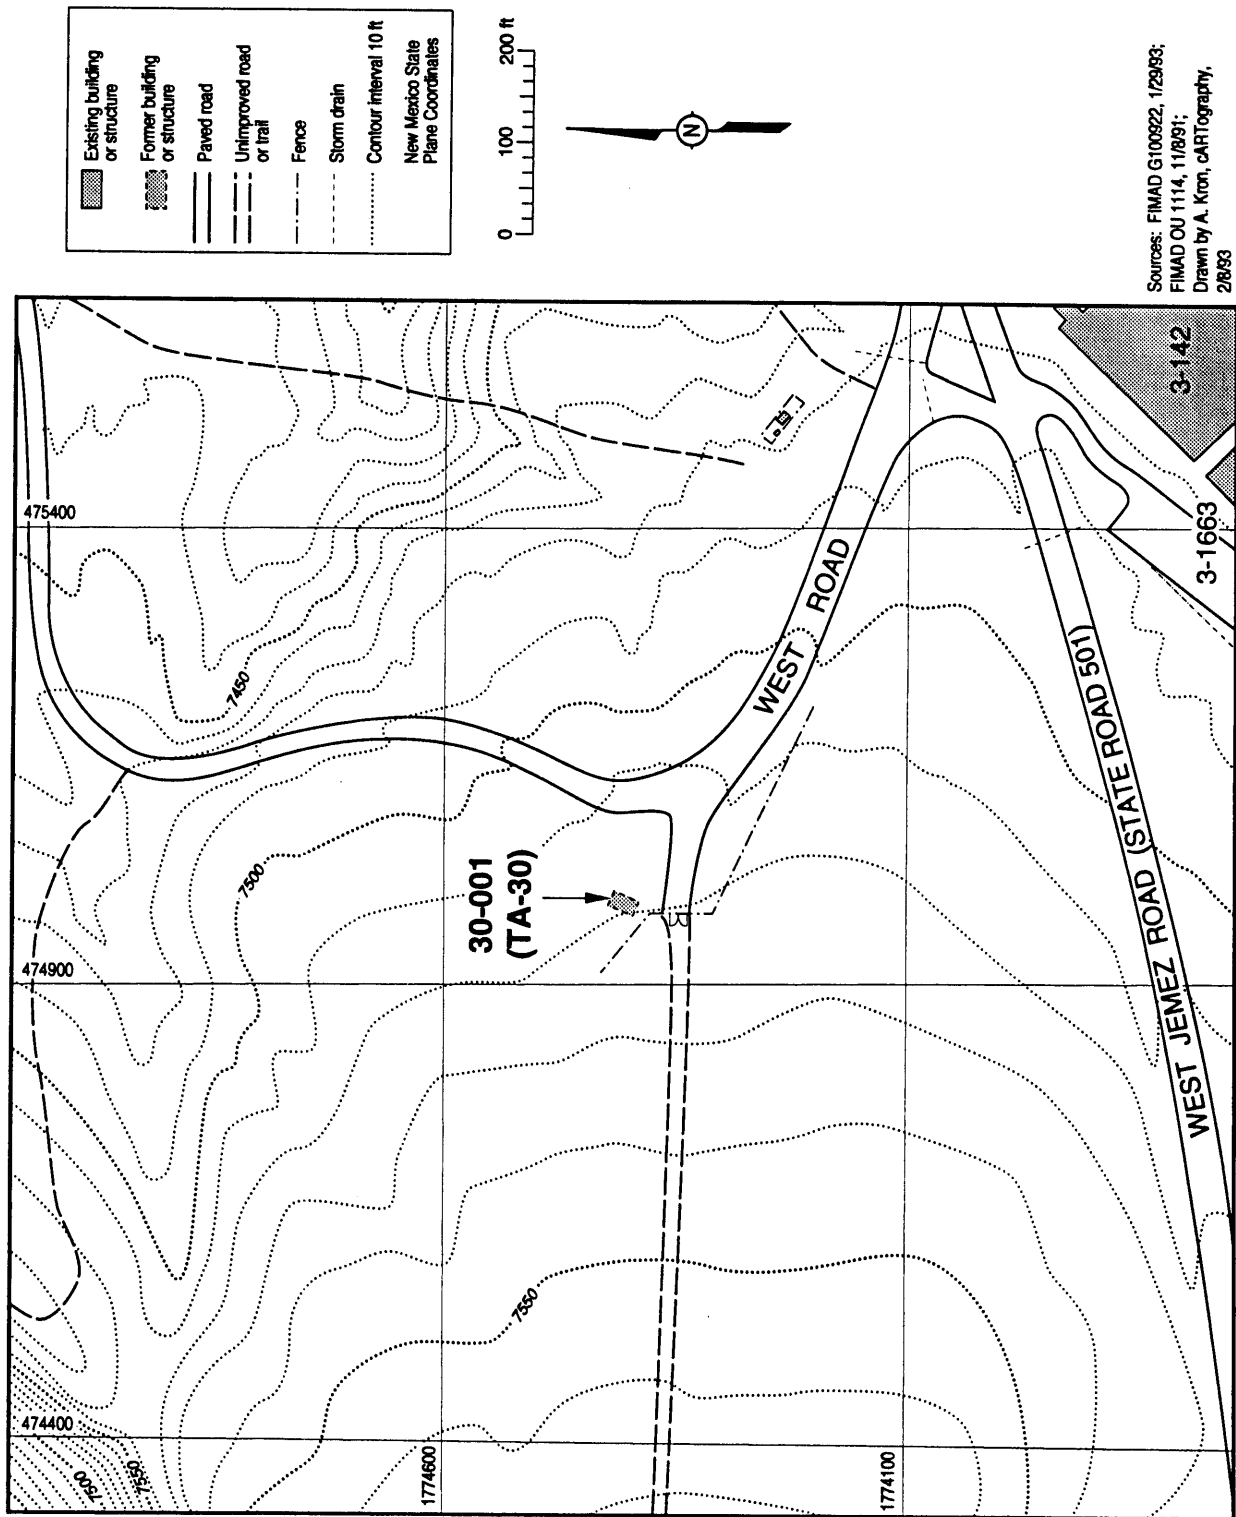 Existing building
or structure
Former building
or structure
Paved road
Unimproved road
or trail
Fence
Storm drain
Contour interval 10 ft
New Mexico State
Plane Coordinates
0 100 200 ft
N
Sources: FIMAD G100922, 1/29/93;
FIMAD OU 1114, 11/8/91;
Drawn by A. Kron, cARTography,
2/8/93
475400
474900
474400
1774600
1774100
7450
7500
7550
7500
7550
30-001
(TA-30)
WEST ROAD
WEST JEMEZ ROAD (STATE ROAD 501)
3-142
3-1663